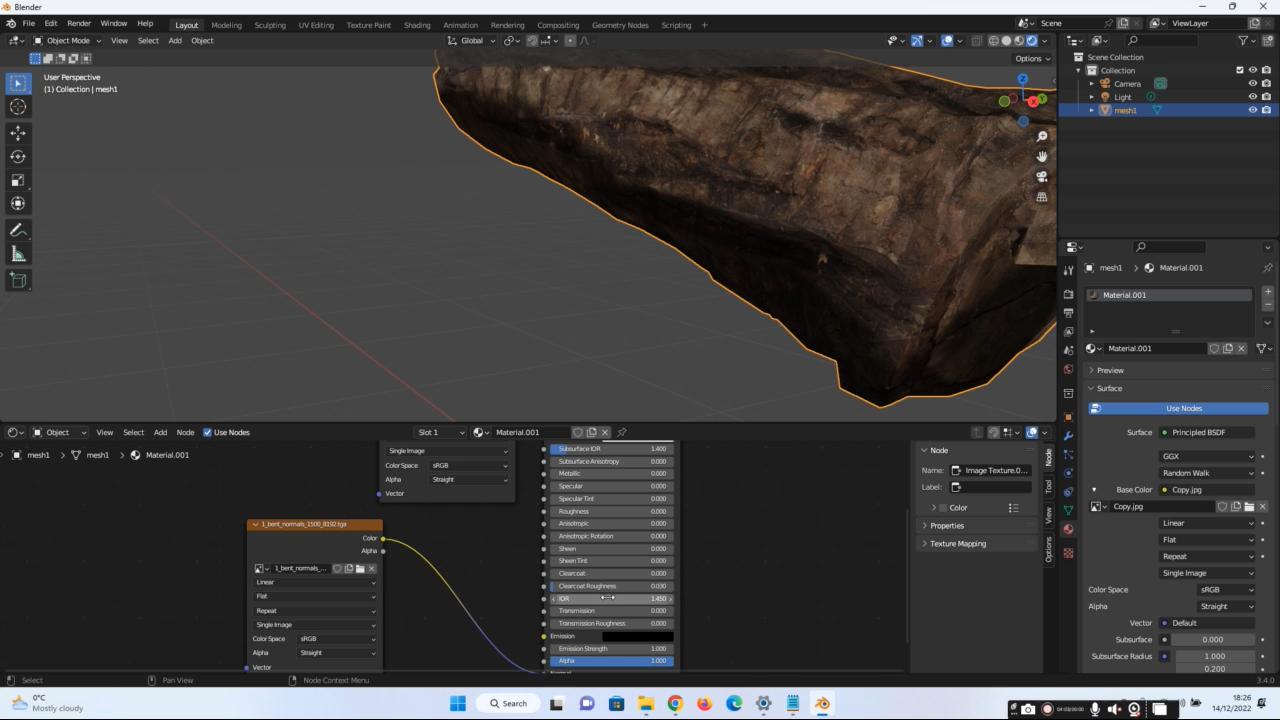 Blender
File Edit Render Window Help Layout Modeling Sculpting UV Editing Texture Paint Shading Animation Rendering Compositing Geometry Nodes Scripting + Scene ViewLayer
Object Mode View Select Add Object Global
Options
User Perspective
(1) Collection | mesh1
Z
X
Y
Scene Collection
Collection
Camera
Light
mesh1
mesh1 > Material.001
Material.001
Material.001
Preview
Surface
Use Nodes
Surface Principled BSDF
GGX
Random Walk
Base Color Copy.jpg
Copy.jpg
Linear
Flat
Repeat
Single Image
Color Space sRGB
Alpha Straight
Vector Default
Subsurface 0.000
Subsurface Radius 1.000
0.200
Object View Select Add Node Use Nodes Slot 1 Material.001
mesh1 > mesh1 > Material.001
Single Image
Color Space sRGB
Alpha Straight
Vector
1_bent_normals_1500_8192.tga
Color
Alpha
1_bent_normals_...
Linear
Flat
Repeat
Single Image
Color Space sRGB
Alpha Straight
Vector
Subsurface IOR 1.400
Subsurface Anisotropy 0.000
Metallic 0.000
Specular 0.000
Specular Tint 0.000
Roughness 0.000
Anisotropic 0.000
Anisotropic Rotation 0.000
Sheen 0.000
Sheen Tint 0.000
Clearcoat 0.000
Clearcoat Roughness 0.030
IOR 1.450
Transmission 0.000
Transmission Roughness 0.000
Emission
Emission Strength 1.000
Alpha 1.000
Node
Name: Image Texture.0...
Label:
Color
Properties
Texture Mapping
Node
Tool
View
Options
Select Pan View Node Context Menu 3.4.0
0°C
Mostly cloudly
Search
18:26
14/12/2022